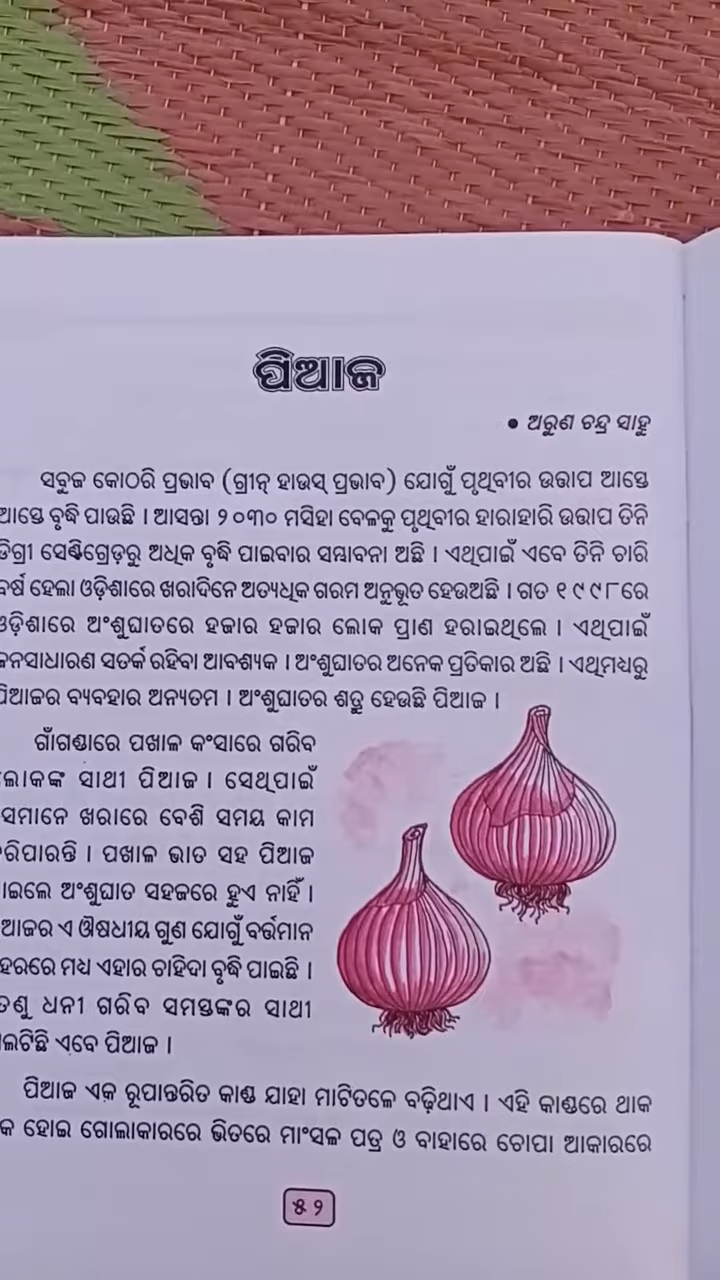 ପିଆଜ
• ଅରୁଣ ଚନ୍ଦ୍ର ସାହୁ
ସବୁଜ କୋଠରି ପ୍ରଭାବ (ଗ୍ରୀନ୍ ହାଉସ୍ ପ୍ରଭାବ) ଯୋଗୁଁ ପୃଥିବୀର ଉତ୍ତାପ ଆସ୍ତେ
ଆସ୍ତେ ବୃଦ୍ଧି ପାଉଛି । ଆସନ୍ତା ୨୦୩୦ ମସିହା ବେଳକୁ ପୃଥିବୀର ହାରାହାରି ଉତ୍ତାପ ତିନି
ଡିଗ୍ରୀ ସେଣ୍ଟିଗ୍ରେଡ଼ରୁ ଅଧିକ ବୃଦ୍ଧି ପାଇବାର ସମ୍ଭାବନା ଅଛି । ଏଥିପାଇଁ ଏବେ ତିନି ଚାରି
ବର୍ଷ ହେଲା ଓଡ଼ିଶାରେ ଖରାଦିନେ ଅତ୍ୟଧିକ ଗରମ ଅନୁଭୂତ ହେଉଅଛି । ଗତ ୧୯୯୮ରେ
ଓଡ଼ିଶାରେ ଅଂଶୁଘାତରେ ହଜାର ହଜାର ଲୋକ ପ୍ରାଣ ହରାଇଥିଲେ । ଏଥିପାଇଁ
ଜନସାଧାରଣ ସତର୍କ ରହିବା ଆବଶ୍ୟକ । ଅଂଶୁଘାତର ଅନେକ ପ୍ରତିକାର ଅଛି । ଏଥିମଧ୍ୟରୁ
ପିଆଜର ବ୍ୟବହାର ଅନ୍ୟତମ । ଅଂଶୁଘାତର ଶତ୍ରୁ ହେଉଛି ପିଆଜ ।
ଗାଁଗଣ୍ଡାରେ ପଖାଳ କଂସାରେ ଗରିବ
ଲୋକଙ୍କ ସାଥୀ ପିଆଜ । ସେଥିପାଇଁ
ସମାନେ ଖରାରେ ବେଶି ସମୟ କାମ
କରିପାରନ୍ତି । ପଖାଳ ଭାତ ସହ ପିଆଜ
ଖାଇଲେ ଅଂଶୁଘାତ ସହଜରେ ହୁଏ ନାହିଁ ।
ଆଜର ଏ ଔଷଧୀୟ ଗୁଣ ଯୋଗୁଁ ବର୍ତ୍ତମାନ
ହରରେ ମଧ୍ୟ ଏହାର ଚାହିଦା ବୃଦ୍ଧି ପାଇଛି ।
ତେଣୁ ଧନୀ ଗରିବ ସମସ୍ତଙ୍କର ସାଥୀ
ପାଲଟିଛି ଏବେ ପିଆଜ ।
ପିଆଜ ଏକ ରୂପାନ୍ତରିତ କାଣ୍ଡ ଯାହା ମାଟିତଳେ ବଢ଼ିଥାଏ । ଏହି କାଣ୍ଡରେ ଥାକ
କ ହୋଇ ଗୋଲାକାରରେ ଭିତରେ ମାଂସଳ ପତ୍ର ଓ ବାହାରେ ଚୋପା ଆକାରରେ
୫୨